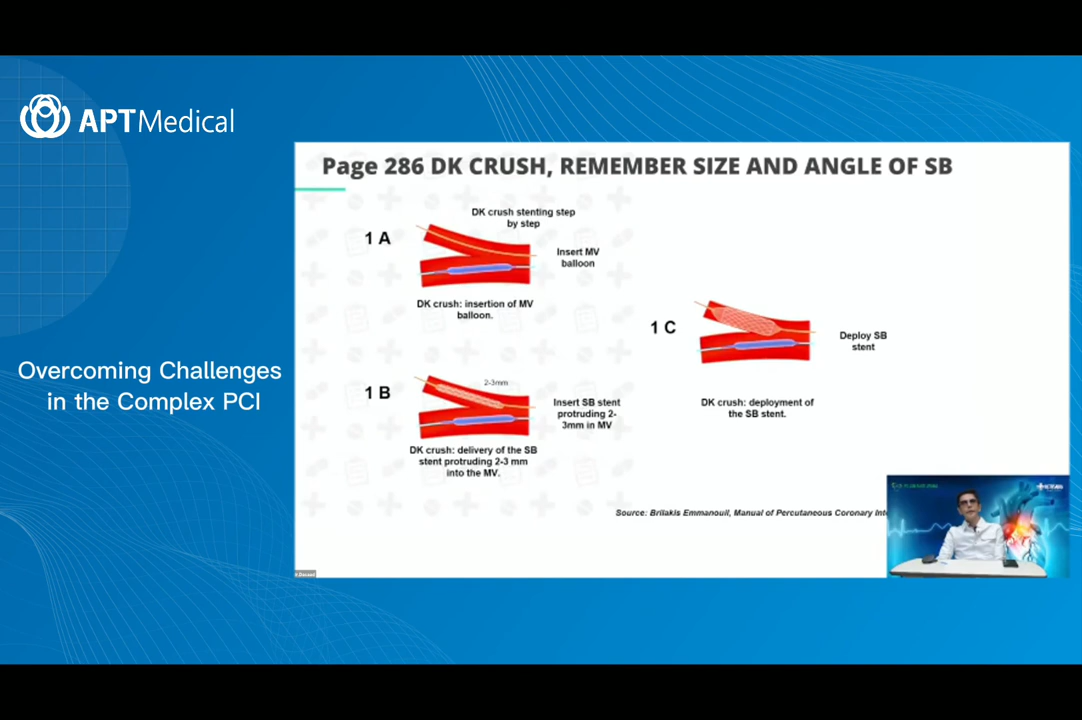 APTMedical
Overcoming Challenges
in the Complex PCI
Page 286 DK CRUSH, REMEMBER SIZE AND ANGLE OF SB
DK crush stenting step
by step
1 A
Insert MV
balloon
DK crush: insertion of MV
balloon.
1 B
2-3mm
Insert SB stent
protruding 2-
3mm in MV
DK crush: delivery of the SB
stent protruding 2-3 mm
into the MV.
1 C
Deploy SB
stent
DK crush: deployment of
the SB stent.
Source: Brilakis Emmanouil, Manual of Percutaneous Coronary Inte